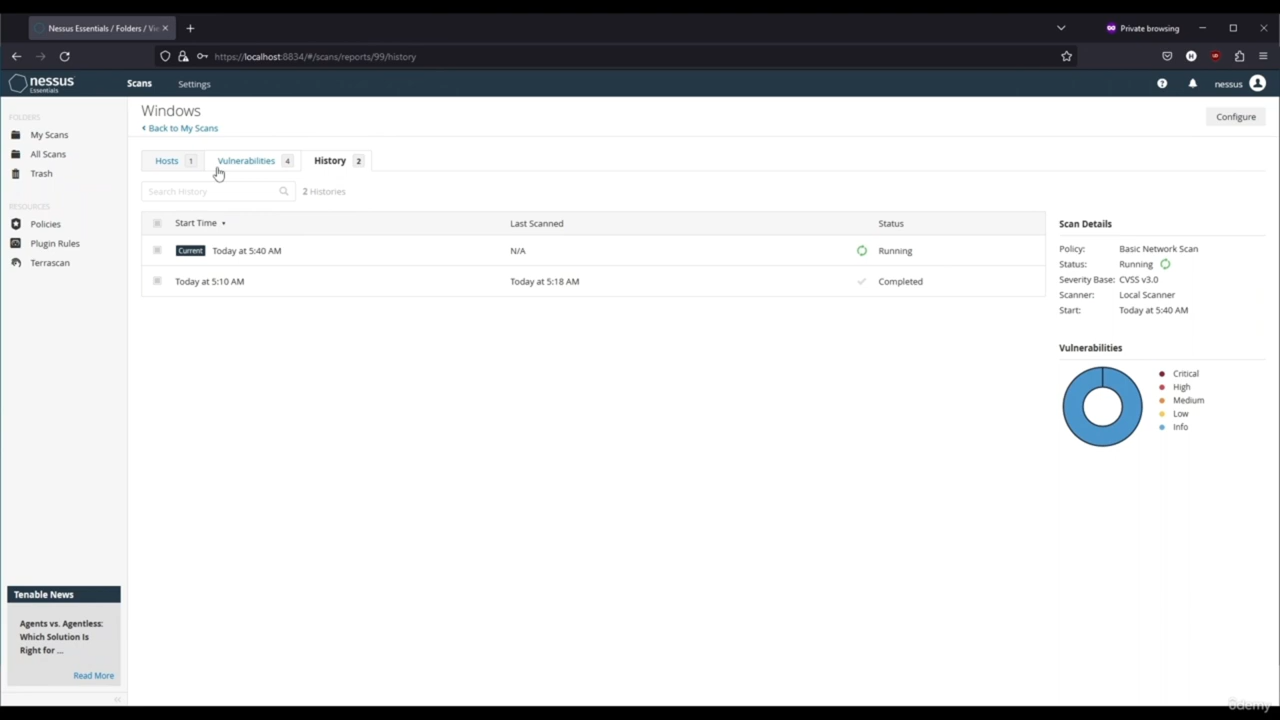 Nessus Essentials / Folders / Vie
Private browsing
https://localhost:8834/#/scans/reports/99/history
nessus
Essentials
Scans
Settings
nessus
FOLDERS
My Scans
All Scans
Trash
RESOURCES
Policies
Plugin Rules
Terrascan
Windows
Back to My Scans
Configure
Hosts 1
Vulnerabilities 4
History 2
Search History
2 Histories
Start Time
Last Scanned
Status
Current Today at 5:40 AM
N/A
Running
Today at 5:10 AM
Today at 5:18 AM
Completed
Scan Details
Policy: Basic Network Scan
Status: Running
Severity Base: CVSS v3.0
Scanner: Local Scanner
Start: Today at 5:40 AM
Vulnerabilities
Critical
High
Medium
Low
Info
Tenable News
Agents vs. Agentless:
Which Solution Is
Right for ...
Read More
ûdemy